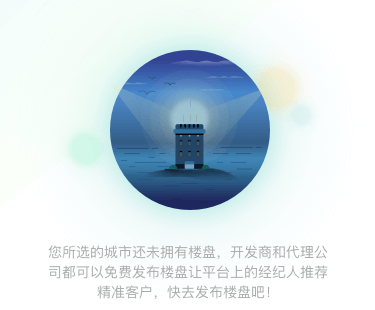 您所选的城市还未拥有楼盘，开发商和代理公
司都可以免费发布楼盘让平台上的经纪人推荐
精准客户，快去发布楼盘吧！